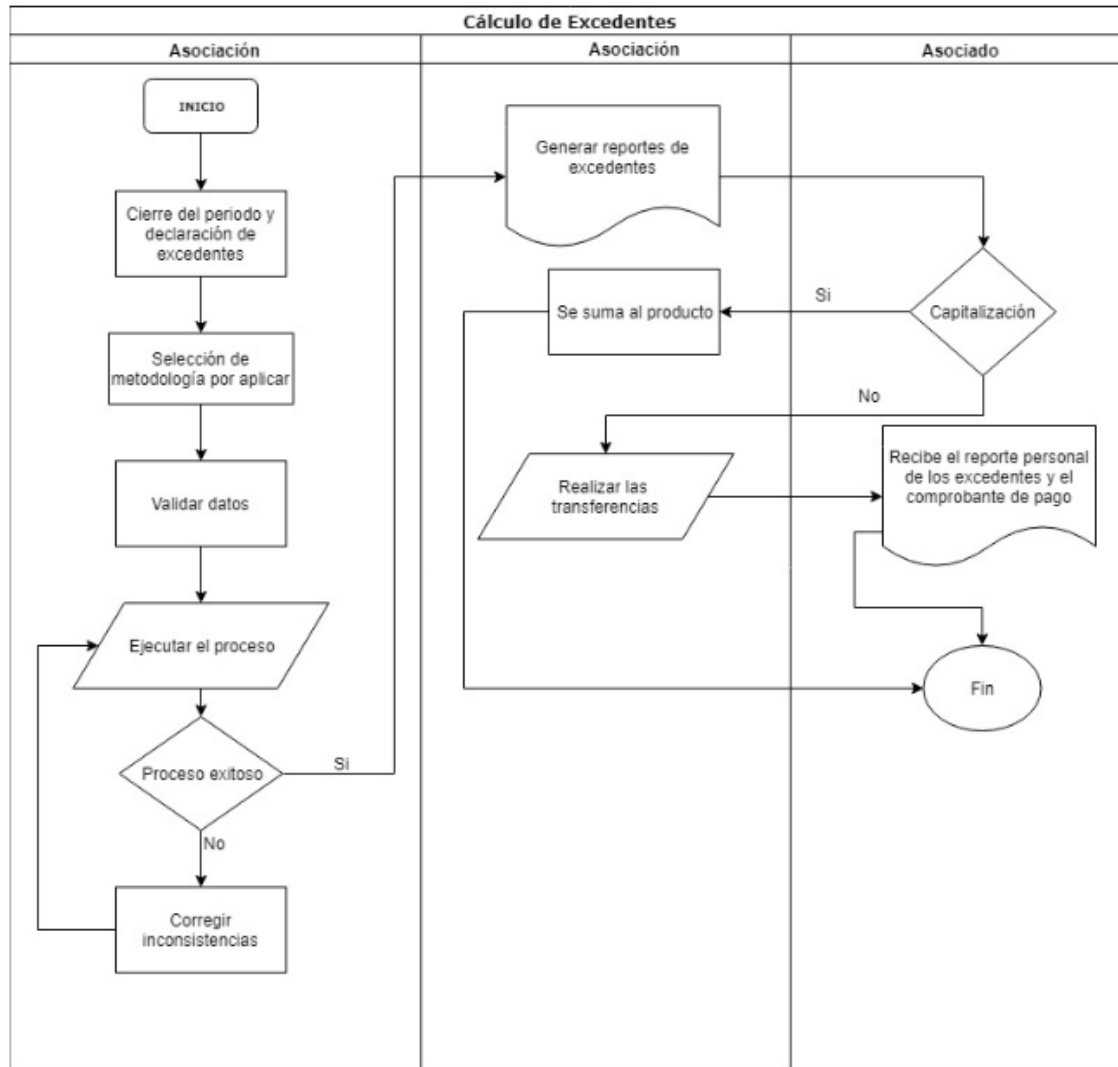 Cálculo de Excedentes
Asociación
Asociación
Asociado
INICIO
Cierre del periodo y
declaración de
excedentes
Selección de
metodología por aplicar
Validar datos
Ejecutar el proceso
Proceso exitoso
Si
No
Corregir
inconsistencias
Generar reportes de
excedentes
Capitalización
Si
Se suma al producto
No
Realizar las
transferencias
Recibe el reporte personal
de los excedentes y el
comprobante de pago
Fin